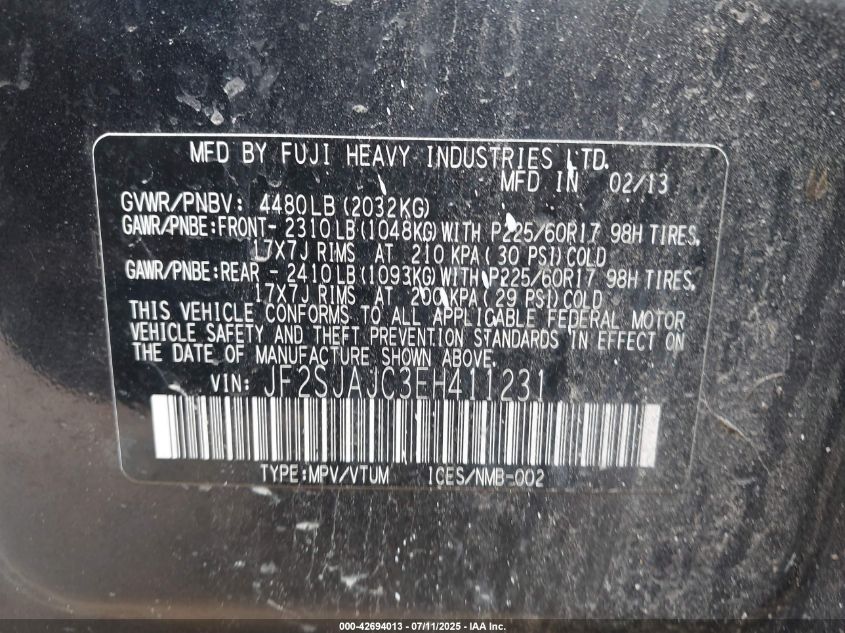 MFD BY FUJI HEAVY INDUSTRIES LTD.
MFD IN 02/13
GVWR/PNBV: 4480LB(2032KG)
GAWR/PNBE:FRONT- 2310LB(1048KG)WITH P225/60R17 98H TIRES,
17X7J RIMS AT 210 KPA(30 PSI)COLD
GAWR/PNBE:REAR - 2410LB(1093KG)WITH P225/60R17 98H TIRES,
17X7J RIMS AT 200KPA(29 PSI)COLD
THIS VEHICLE CONFORMS TO ALL APPLICABLE FEDERAL MOTOR
VEHICLE SAFETY AND THEFT PREVENTION STANDARDS IN EFFECT ON
THE DATE OF MANUFACTURE SHOWN ABOVE.
VIN: JF2SJAJC3EH411231
TYPE:MPV/VTUM ICES/NMB-002
000-42694013 - 07/11/2025 - IAA Inc.